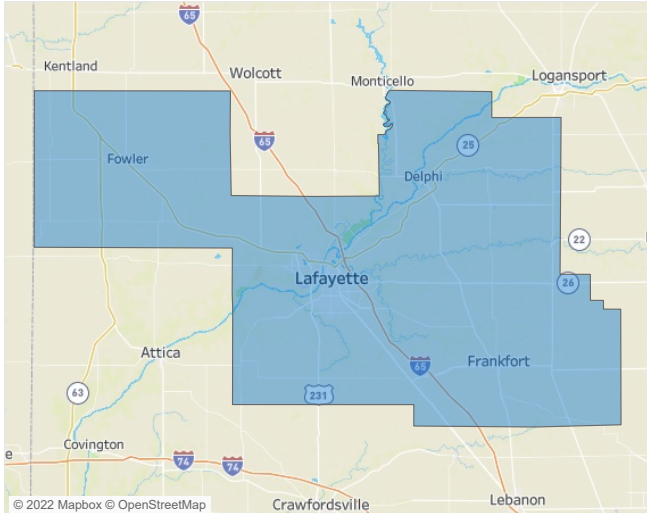 65
Kentland
Wolcott
Monticello
Logansport
65
25
Fowler
Delphi
22
Lafayette
26
Attica
Frankfort
65
63
231
Covington
e
74
74
Crawfordsville
Lebanon
© 2022 Mapbox © OpenStreetMap